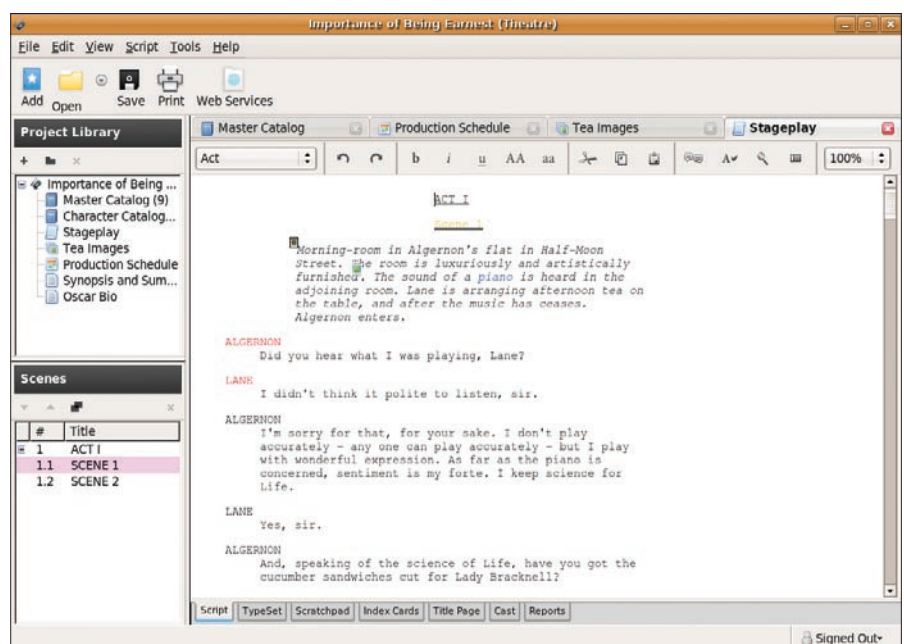 Importance of Being Earnest (Theatre)
File Edit View Script Tools Help
Add Open Save Print Web Services
Project Library
Importance of Being ...
Master Catalog (9)
Character Catalog...
Stageplay
Tea Images
Production Schedule
Synopsis and Sum...
Oscar Bio
Scenes
# Title
1 ACT I
1.1 SCENE 1
1.2 SCENE 2
Master Catalog Production Schedule Tea Images Stageplay
Act b i u AA aa A 100%
ACT I
Scene 1
Morning-room in Algernon's flat in Half-Moon
Street. The room is luxuriously and artistically
furnished. The sound of a piano is heard in the
adjoining room. Lane is arranging afternoon tea on
the table, and after the music has ceases.
Algernon enters.
ALGERNON
Did you hear what I was playing, Lane?
LANE
I didn't think it polite to listen, sir.
ALGERNON
I'm sorry for that, for your sake. I don't play
accurately – any one can play accurately – but I play
with wonderful expression. As far as the piano is
concerned, sentiment is my forte. I keep science for
Life.
LANE
Yes, sir.
ALGERNON
And, speaking of the science of Life, have you got the
cucumber sandwiches cut for Lady Bracknell?
Script TypeSet Scratchpad Index Cards Title Page Cast Reports
Signed Out